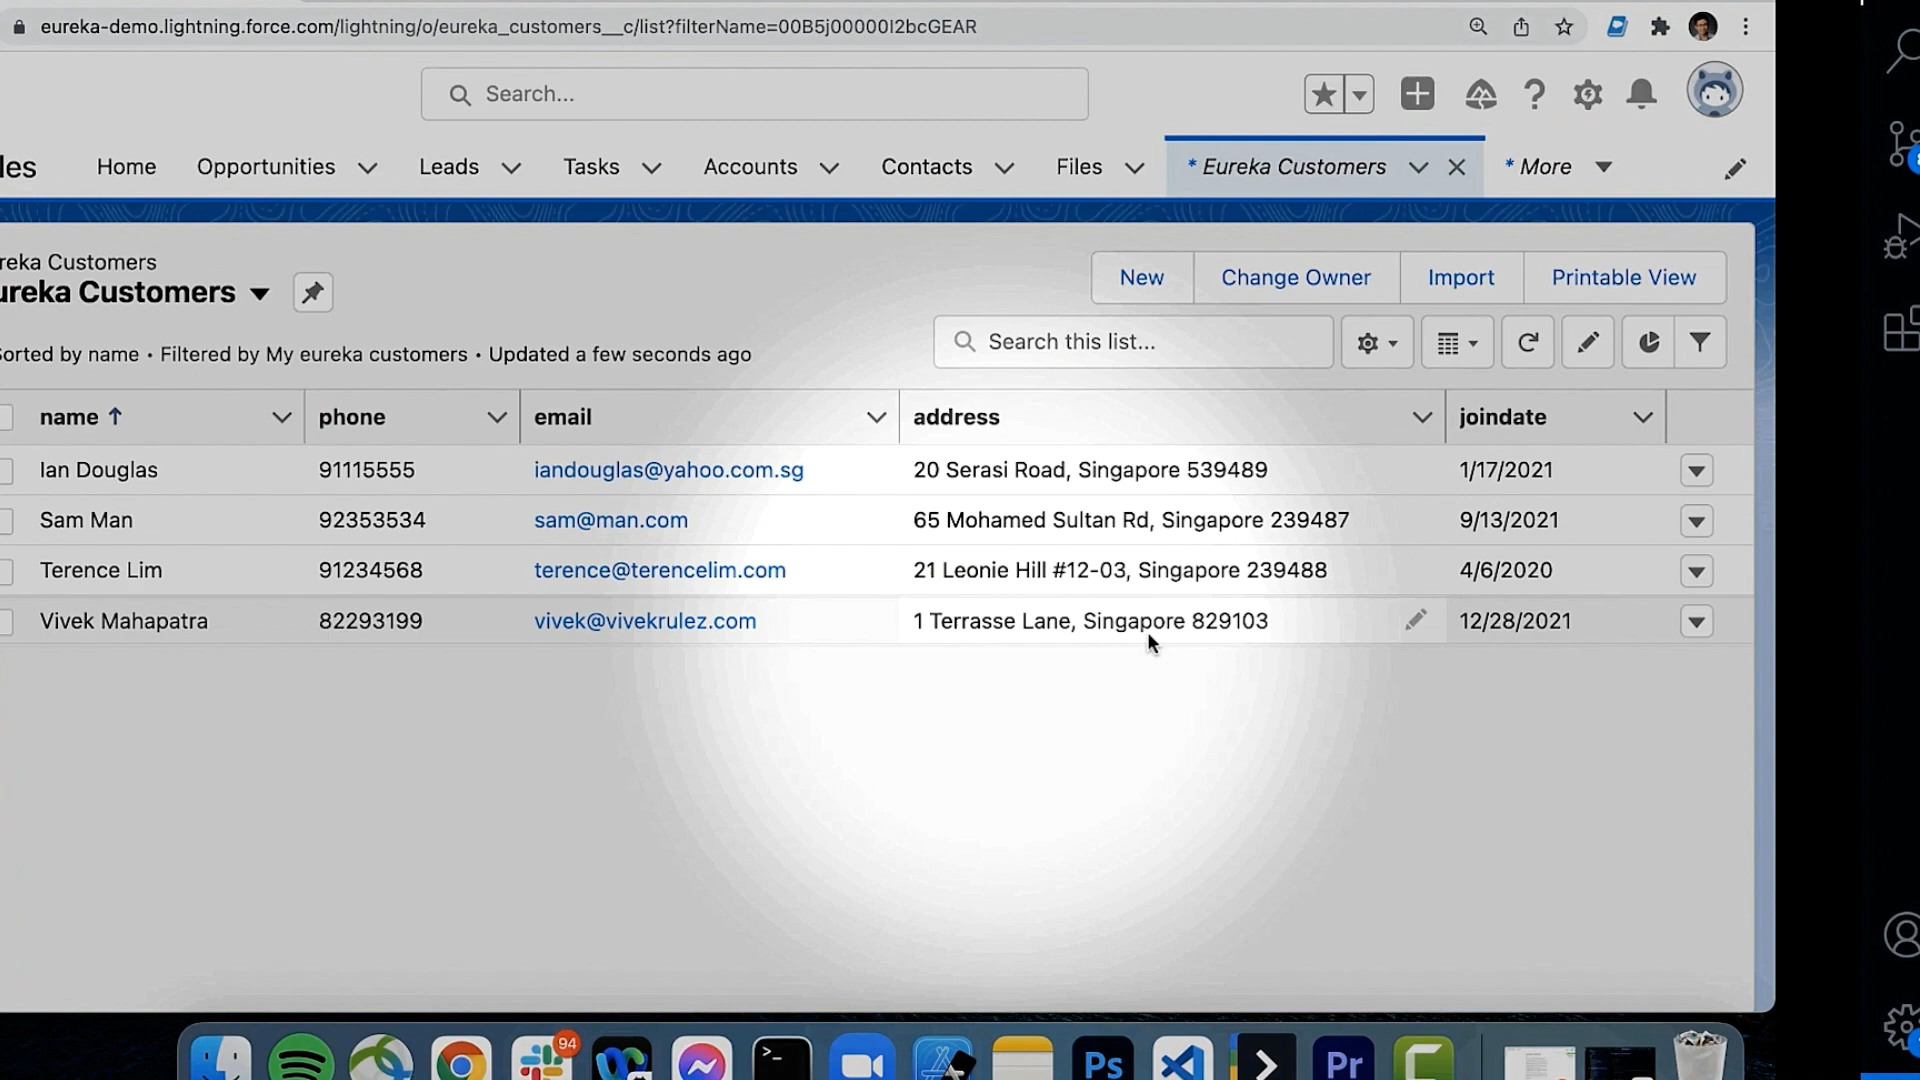 eureka-demo.lightning.force.com/lightning/o/eureka_customers__c/list?filterName=00B5j00000I2bcGEAR
Search...
les Home Opportunities Leads Tasks Accounts Contacts Files * Eureka Customers * More
reka Customers
ureka Customers
New Change Owner Import Printable View
Sorted by name • Filtered by My eureka customers • Updated a few seconds ago
Search this list...
name phone email address joindate
Ian Douglas 91115555 iandouglas@yahoo.com.sg 20 Serasi Road, Singapore 539489 1/17/2021
Sam Man 92353534 sam@man.com 65 Mohamed Sultan Rd, Singapore 239487 9/13/2021
Terence Lim 91234568 terence@terencelim.com 21 Leonie Hill #12-03, Singapore 239488 4/6/2020
Vivek Mahapatra 82293199 vivek@vivekrulez.com 1 Terrasse Lane, Singapore 829103 12/28/2021
94
Ps Pr